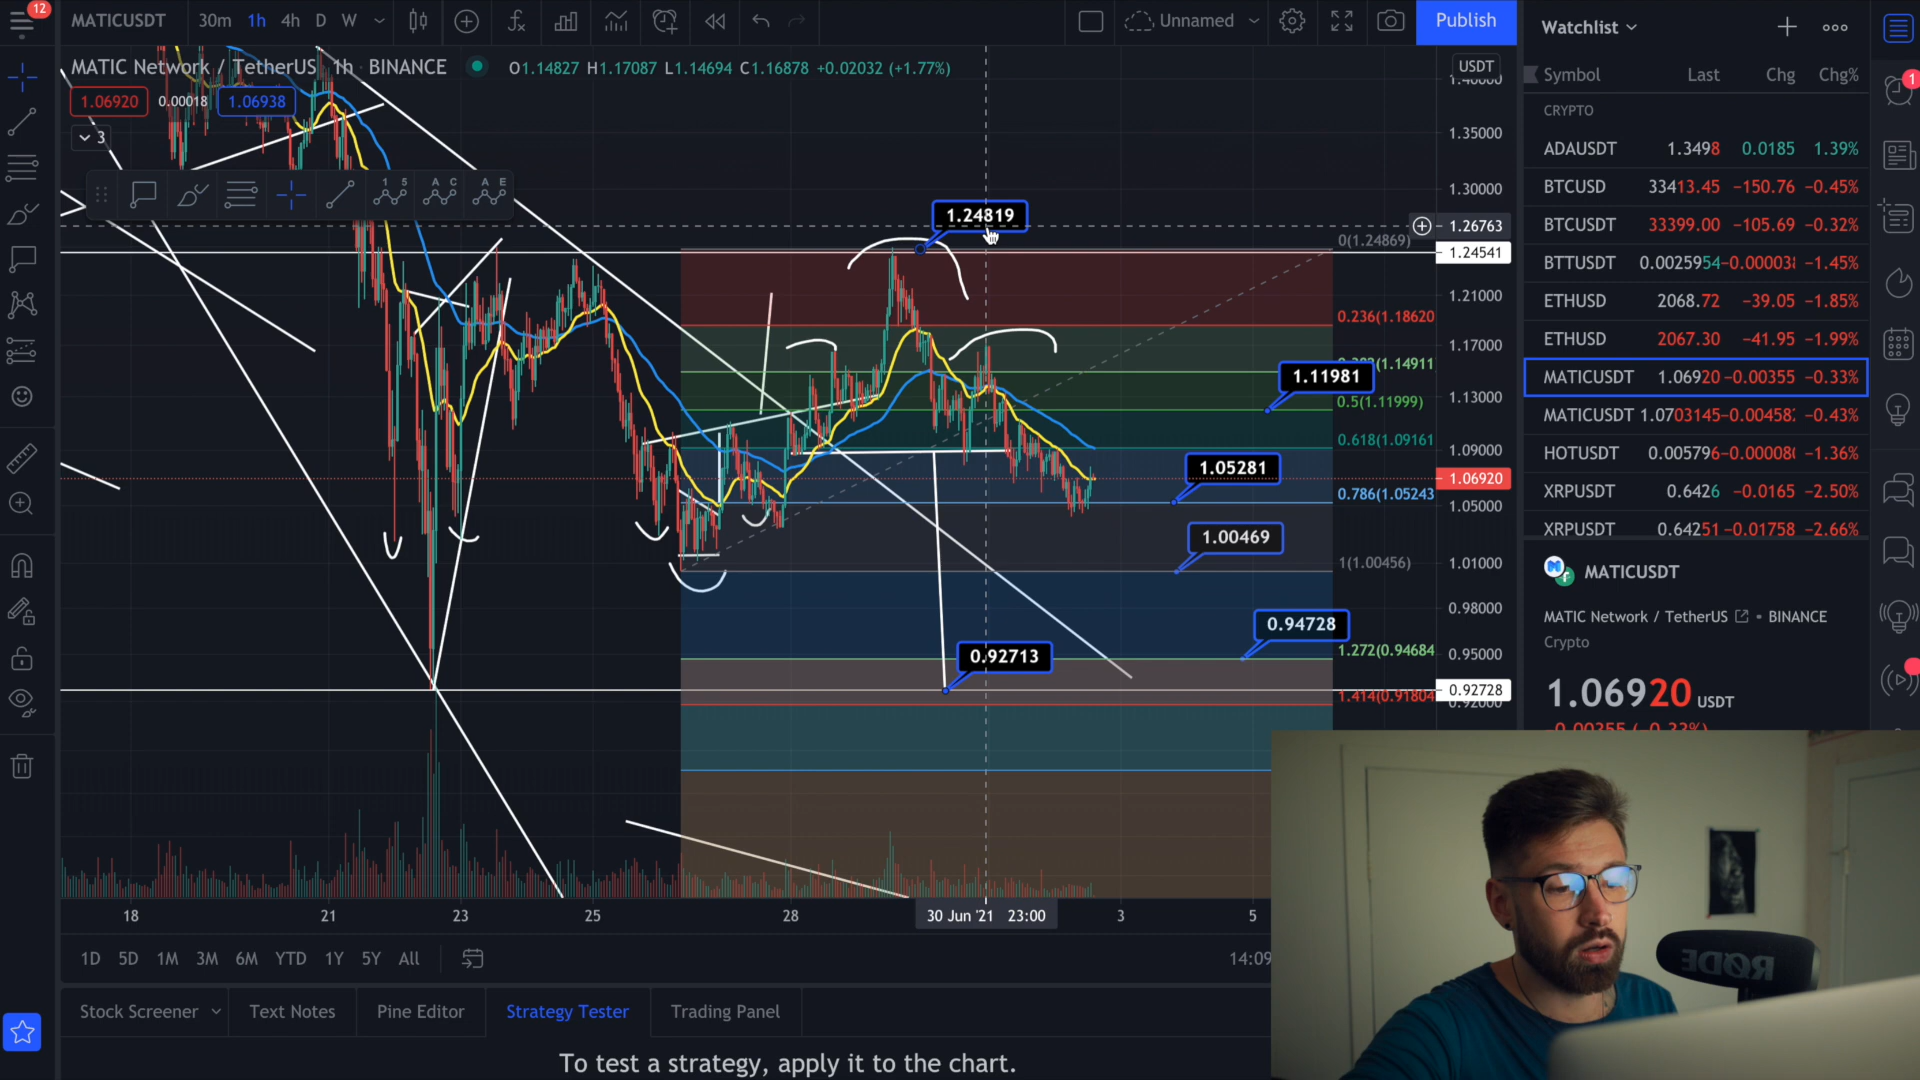 12
MATICUSDT 30m 1h 4h D W Unnamed Publish
MATIC Network / TetherUS 1h BINANCE O1.14827 H1.17087 L1.14694 C1.16878 +0.02032 (+1.77%)
1.06920 0.00018 1.06938
3
1 5 A C A E
USDT
1.35000
1.30000
1.26763
1.24541
1.21000
1.17000
1.13000
1.09000
1.06920
1.05000
1.01000
0.98000
0.95000
0.92728
1.24819
0(1.24869)
0.236(1.18620
1.14911
1.11981
0.5(1.11999)
0.618(1.09161
1.05281
0.786(1.05243
1.00469
1(1.00456)
0.94728
1.272(0.94684
0.92713
1.414(0.91804
18 21 23 25 28 30 Jun '21 23:00 3 5
1D 5D 1M 3M 6M YTD 1Y 5Y All 14:09
Stock Screener Text Notes Pine Editor Strategy Tester Trading Panel
To test a strategy, apply it to the chart.
Watchlist
Symbol Last Chg Chg%
CRYPTO
ADAUSDT 1.3498 0.0185 1.39%
BTCUSD 33413.45 −150.76 −0.45%
BTCUSDT 33399.00 −105.69 −0.32%
BTTUSDT 0.0025954 −0.000038 −1.45%
ETHUSD 2068.72 −39.05 −1.85%
ETHUSD 2067.30 −41.95 −1.99%
MATICUSDT 1.06920 −0.00355 −0.33%
MATICUSDT 1.0703145 −0.004582 −0.43%
HOTUSDT 0.005796 −0.000080 −1.36%
XRPUSDT 0.6426 −0.0165 −2.50%
XRPUSDT 0.64251 −0.01758 −2.66%
MATICUSDT
MATIC Network / TetherUS • BINANCE
Crypto
1.06920 USDT
−0.00355 (−0.33%)
1
RØDE